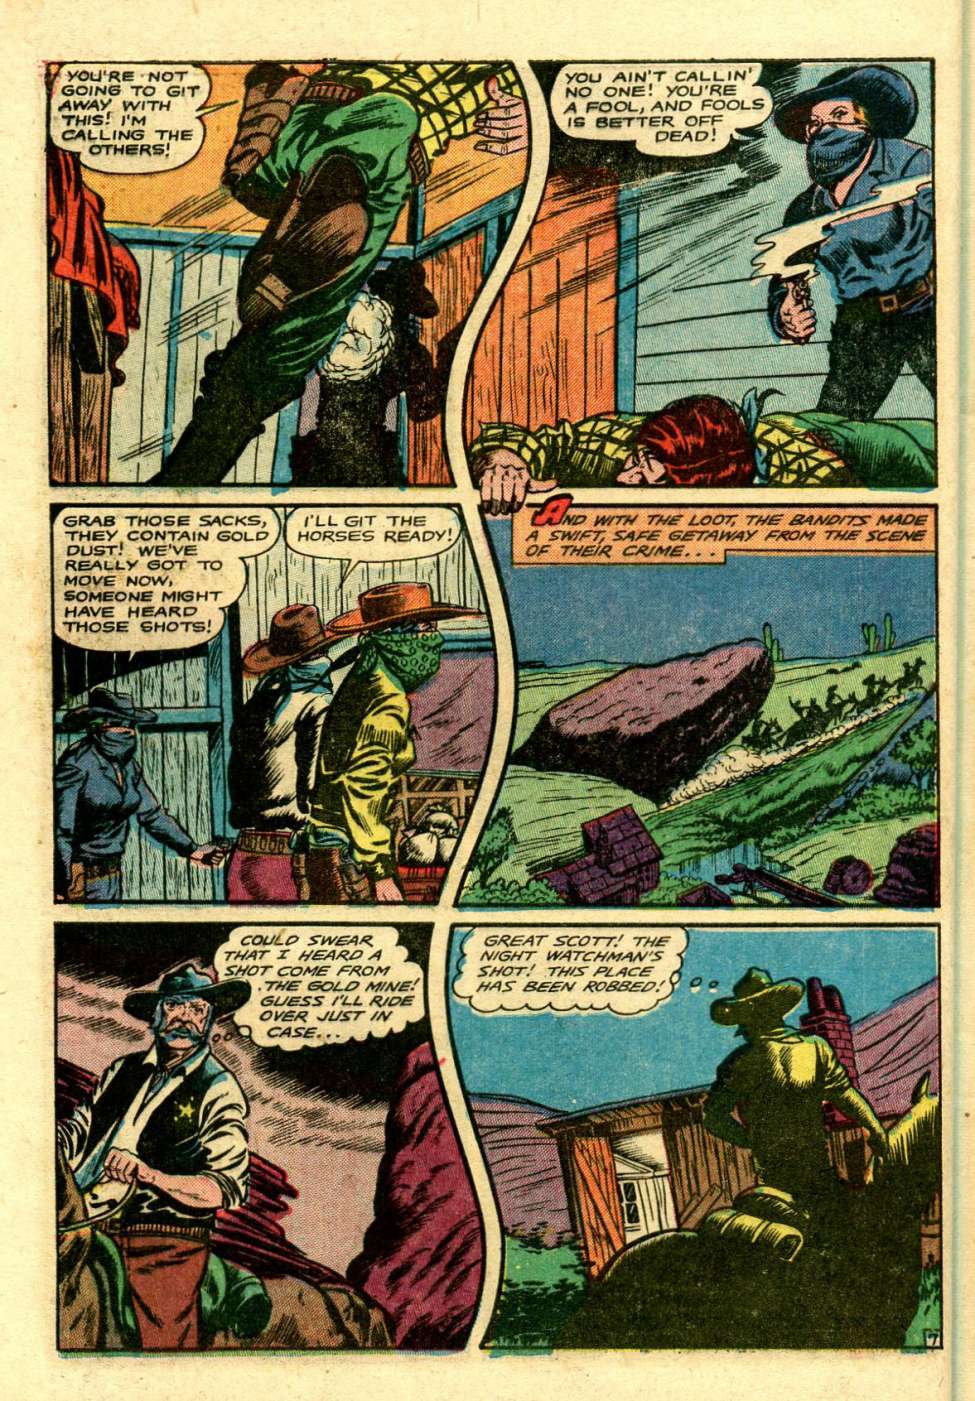 YOU'RE NOT
GOING TO GIT
AWAY WITH
THIS! I'M
CALLING THE
OTHERS!
YOU AIN'T CALLIN'
NO ONE! YOU'RE
A FOOL, AND FOOLS
IS BETTER OFF
DEAD!
GRAB THOSE SACKS,
THEY CONTAIN GOLD
DUST! WE'VE
REALLY GOT TO
MOVE NOW,
SOMEONE MIGHT
HAVE HEARD
THOSE SHOTS!
I'LL GIT THE
HORSES READY!
AND WITH THE LOOT, THE BANDITS MADE
A SWIFT, SAFE GETAWAY FROM THE SCENE
OF THEIR CRIME...
COULD SWEAR
THAT I HEARD A
SHOT COME FROM
THE GOLD MINE!
GUESS I'LL RIDE
OVER JUST IN
CASE...
GREAT SCOTT! THE
NIGHT WATCHMAN'S
SHOT! THIS PLACE
HAS BEEN ROBBED!
7